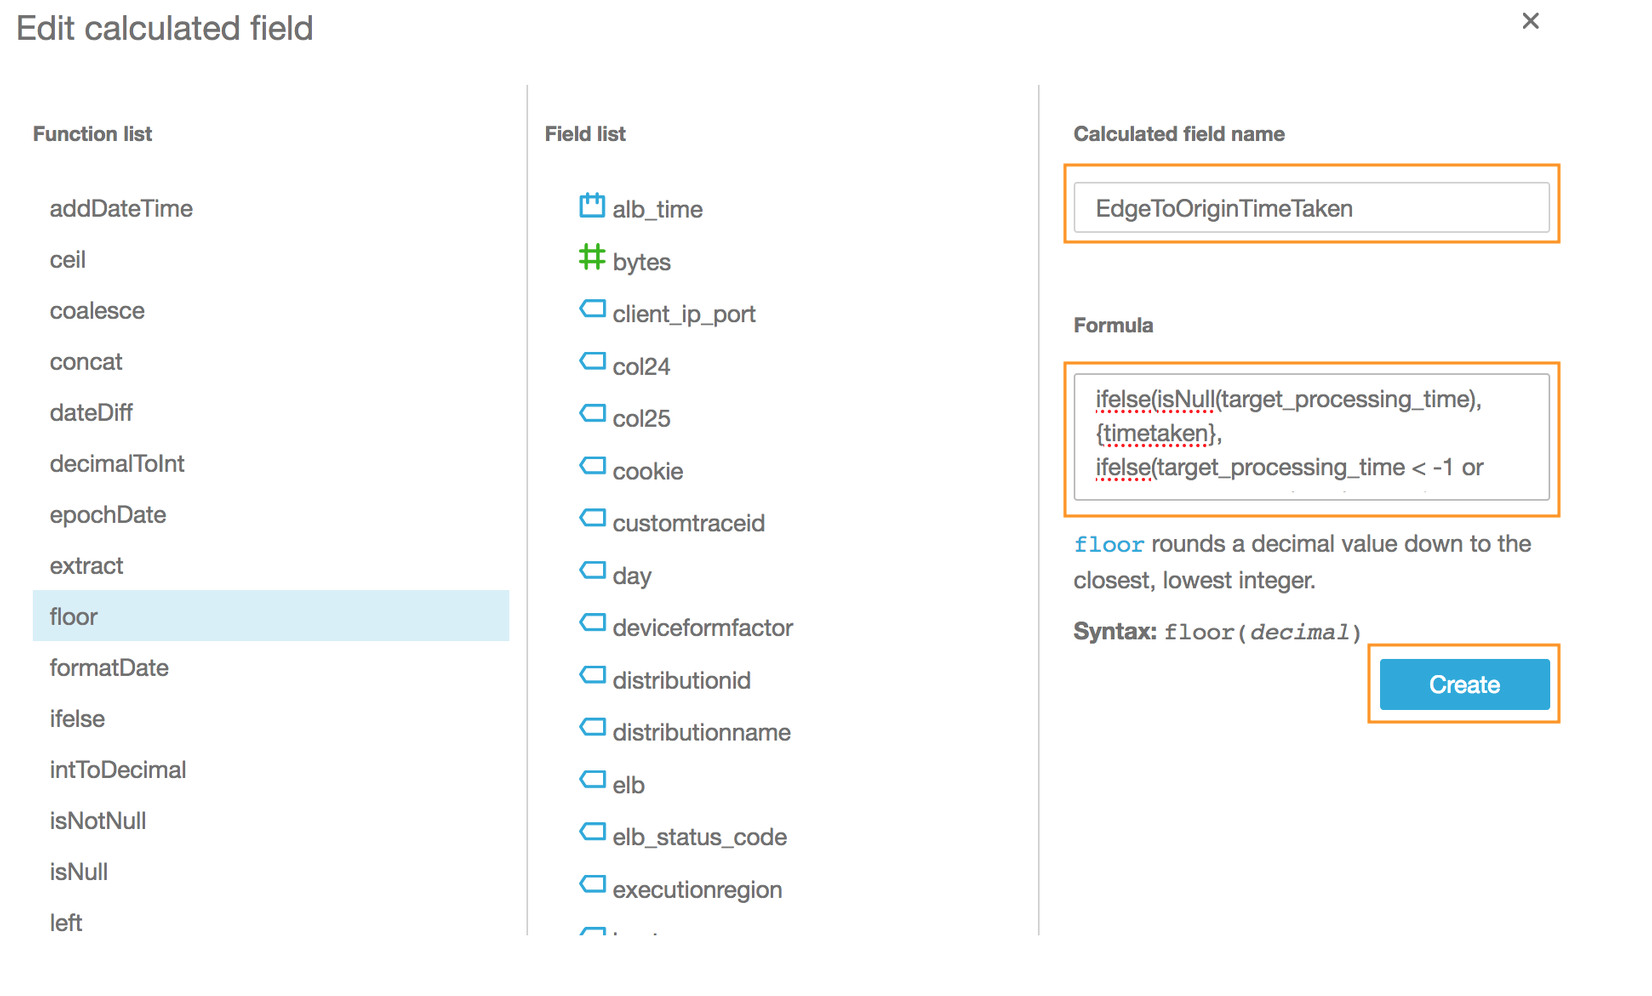 Edit calculated field
Function list
addDateTime
ceil
coalesce
concat
dateDiff
decimalToInt
epochDate
extract
floor
formatDate
ifelse
intToDecimal
isNotNull
isNull
left
Field list
alb_time
bytes
client_ip_port
col24
col25
cookie
customtraceid
day
deviceformfactor
distributionid
distributionname
elb
elb_status_code
executionregion
Calculated field name
EdgeToOriginTimeTaken
Formula
ifelse(isNull(target_processing_time),
{timetaken},
ifelse(target_processing_time < -1 or
floor rounds a decimal value down to the
closest, lowest integer.
Syntax: floor(decimal)
Create